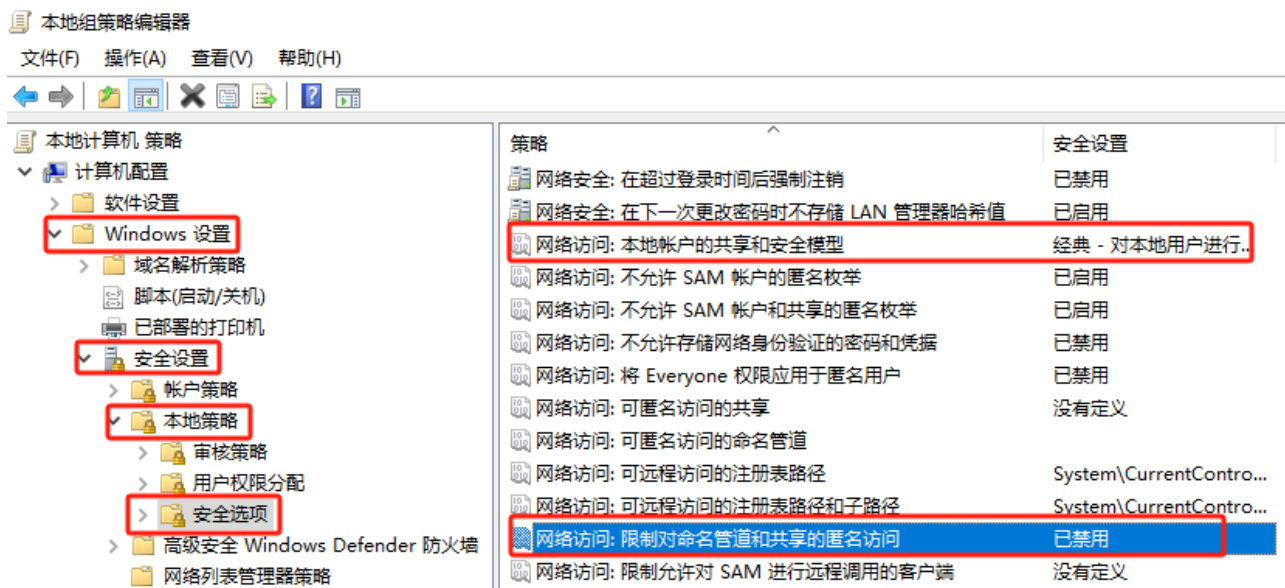 本地组策略编辑器
文件(F) 操作(A) 查看(V) 帮助(H)
本地计算机 策略
计算机配置
软件设置
Windows 设置
域名解析策略
脚本(启动/关机)
已部署的打印机
安全设置
帐户策略
本地策略
审核策略
用户权限分配
安全选项
高级安全 Windows Defender 防火墙
网络列表管理器策略
策略 安全设置
网络安全: 在超过登录时间后强制注销 已禁用
网络安全: 在下一次更改密码时不存储 LAN 管理器哈希值 已启用
网络访问: 本地帐户的共享和安全模型 经典 - 对本地用户进行...
网络访问: 不允许 SAM 帐户的匿名枚举 已启用
网络访问: 不允许 SAM 帐户和共享的匿名枚举 已启用
网络访问: 不允许存储网络身份验证的密码和凭据 已禁用
网络访问: 将 Everyone 权限应用于匿名用户 已禁用
网络访问: 可匿名访问的共享 没有定义
网络访问: 可匿名访问的命名管道
网络访问: 可远程访问的注册表路径 System\CurrentContro...
网络访问: 可远程访问的注册表路径和子路径 System\CurrentContro...
网络访问: 限制对命名管道和共享的匿名访问 已禁用
网络访问: 限制允许对 SAM 进行远程调用的客户端 没有定义